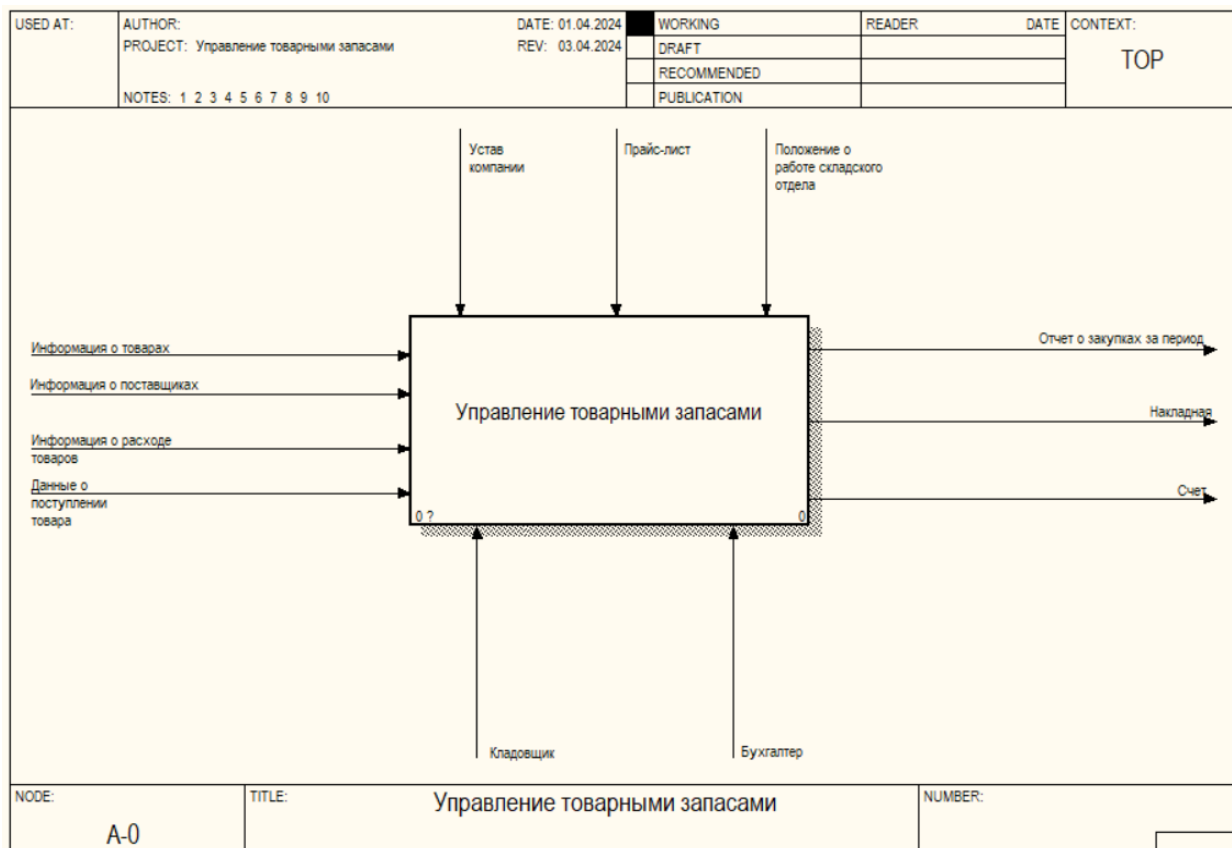 USED AT:
AUTHOR:
DATE: 01.04.2024
PROJECT: Управление товарными запасами
REV: 03.04.2024
NOTES: 1 2 3 4 5 6 7 8 9 10
WORKING
DRAFT
RECOMMENDED
PUBLICATION
READER
DATE
CONTEXT:
TOP
Устав
компании
Прайс-лист
Положение о
работе складского
отдела
Информация о товарах
Информация о поставщиках
Информация о расходе
товаров
Данные о
поступлении
товара
Управление товарными запасами
0 ?
0
Отчет о закупках за период
Накладная
Счет
Кладовщик
Бухгалтер
NODE:
A-0
TITLE:
Управление товарными запасами
NUMBER: